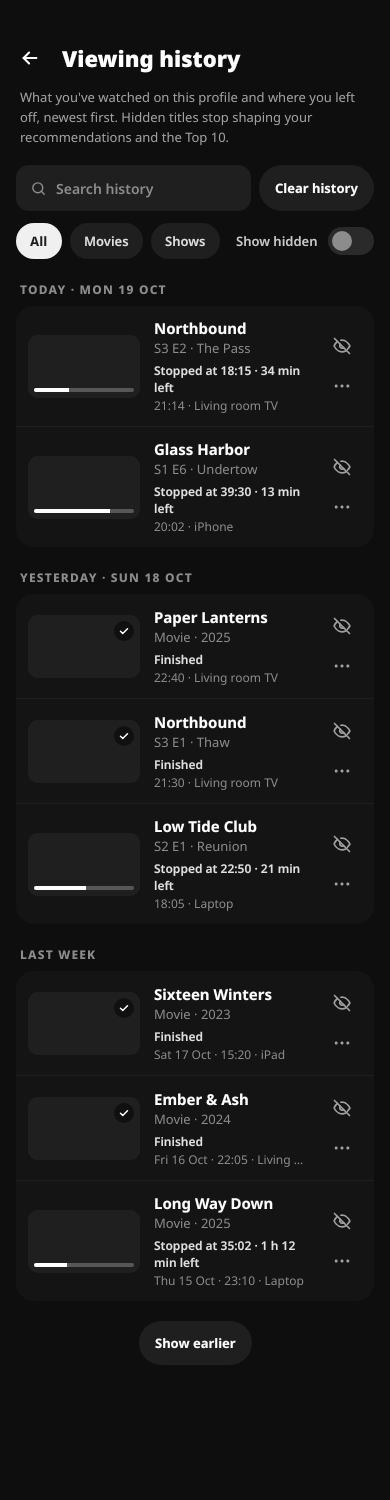 Viewing history
What you've watched on this profile and where you left
off, newest first. Hidden titles stop shaping your
recommendations and the Top 10.
Search history
Clear history
All
Movies
Shows
Show hidden
TODAY · MON 19 OCT
Northbound
S3 E2 · The Pass
Stopped at 18:15 · 34 min
left
21:14 · Living room TV
Glass Harbor
S1 E6 · Undertow
Stopped at 39:30 · 13 min
left
20:02 · iPhone
YESTERDAY · SUN 18 OCT
Paper Lanterns
Movie · 2025
Finished
22:40 · Living room TV
Northbound
S3 E1 · Thaw
Finished
21:30 · Living room TV
Low Tide Club
S2 E1 · Reunion
Stopped at 22:50 · 21 min
left
18:05 · Laptop
LAST WEEK
Sixteen Winters
Movie · 2023
Finished
Sat 17 Oct · 15:20 · iPad
Ember & Ash
Movie · 2024
Finished
Fri 16 Oct · 22:05 · Living ...
Long Way Down
Movie · 2025
Stopped at 35:02 · 1 h 12
min left
Thu 15 Oct · 23:10 · Laptop
Show earlier